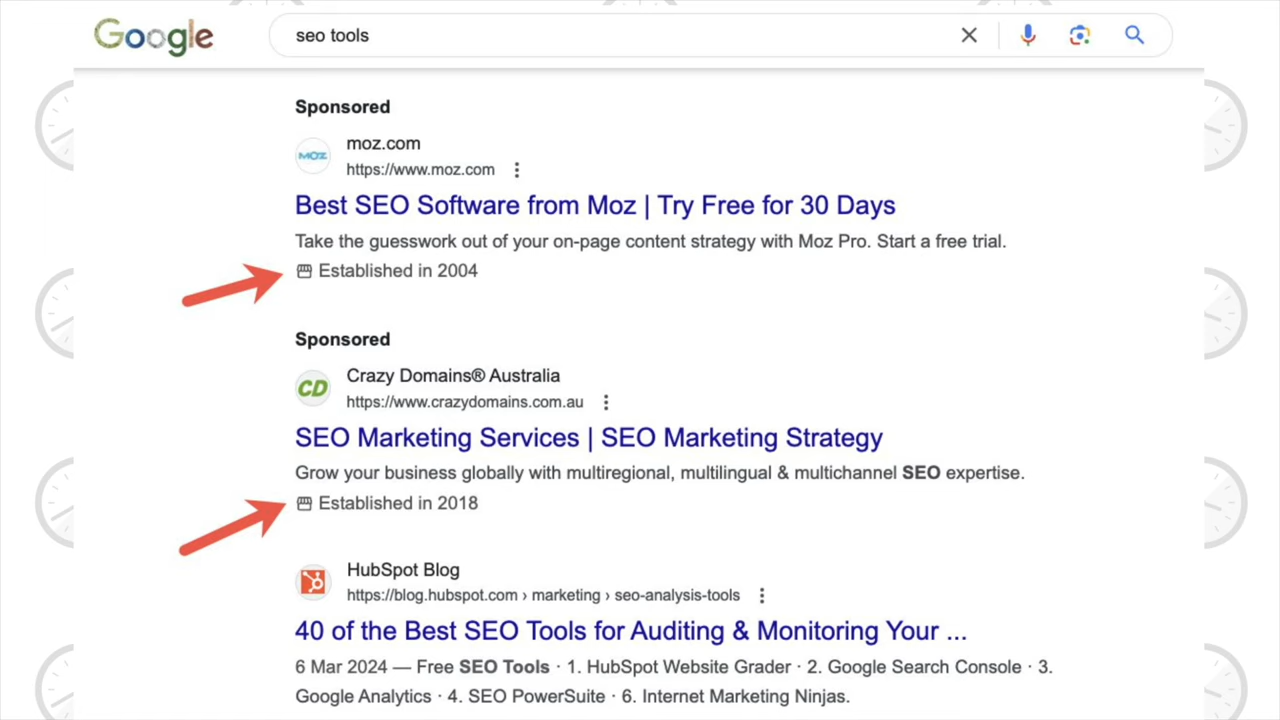 Google
seo tools
Sponsored
MOZ
moz.com
https://www.moz.com
Best SEO Software from Moz | Try Free for 30 Days
Take the guesswork out of your on-page content strategy with Moz Pro. Start a free trial.
Established in 2004
Sponsored
CD
Crazy Domains® Australia
https://www.crazydomains.com.au
SEO Marketing Services | SEO Marketing Strategy
Grow your business globally with multiregional, multilingual & multichannel SEO expertise.
Established in 2018
HubSpot Blog
https://blog.hubspot.com › marketing › seo-analysis-tools
40 of the Best SEO Tools for Auditing & Monitoring Your ...
6 Mar 2024 — Free SEO Tools · 1. HubSpot Website Grader · 2. Google Search Console · 3.
Google Analytics · 4. SEO PowerSuite · 6. Internet Marketing Ninjas.